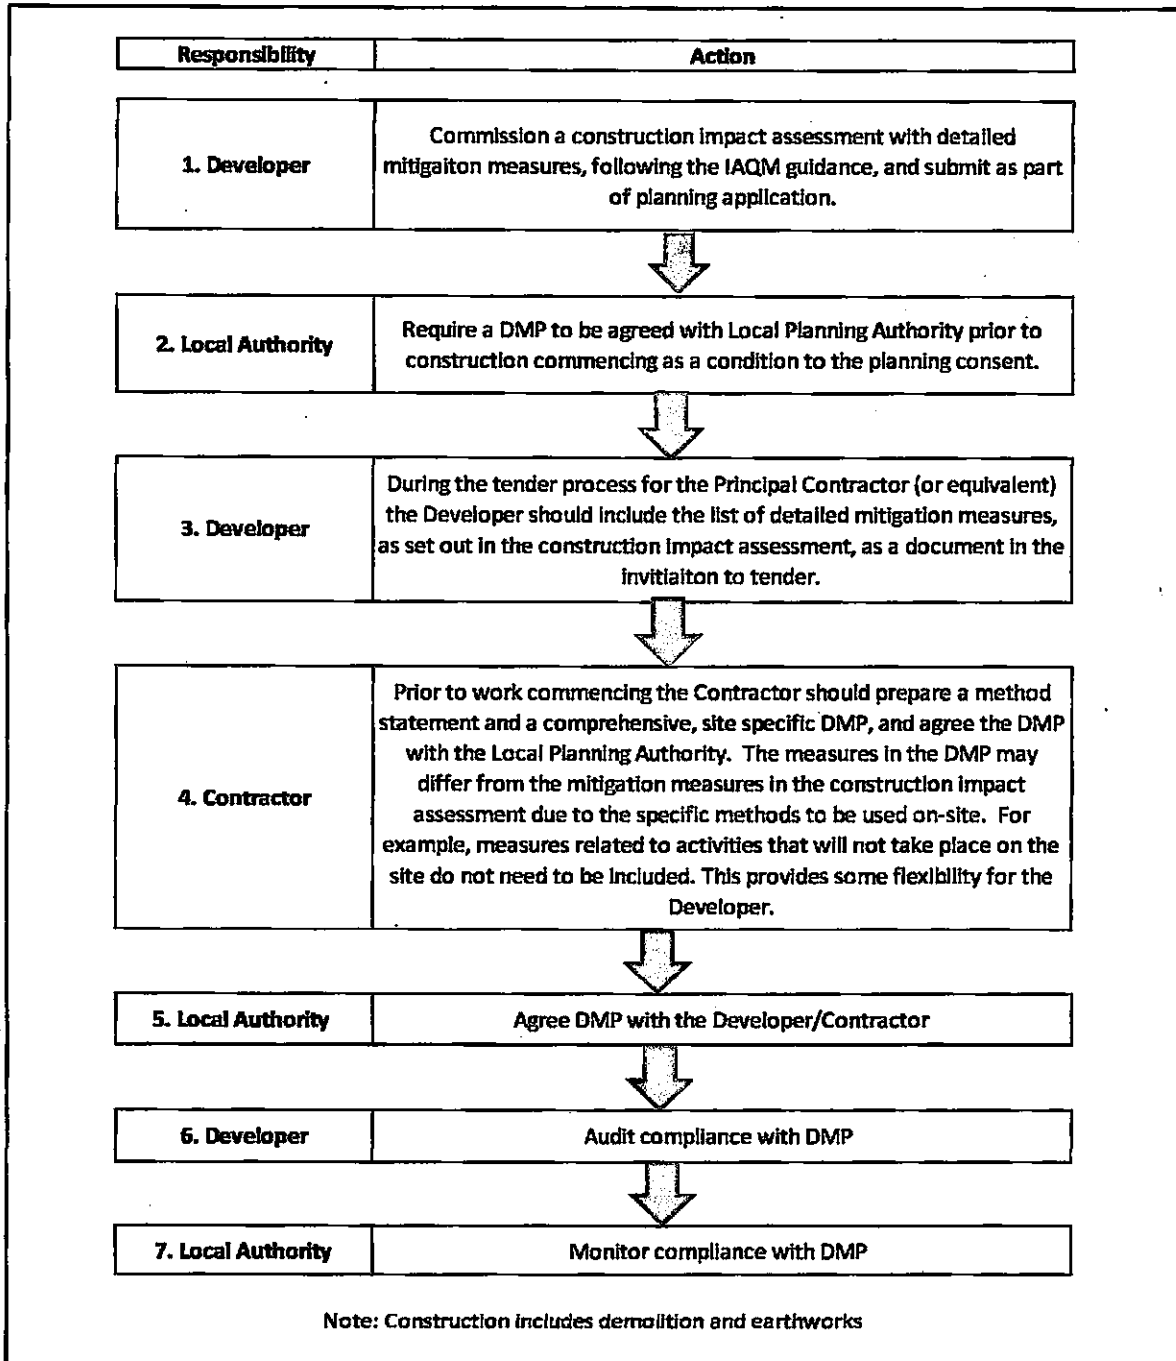 Responsibility
Action
1. Developer
Commission a construction impact assessment with detailed
mitigaiton measures, following the IAQM guidance, and submit as part
of planning application.
2. Local Authority
Require a DMP to be agreed with Local Planning Authority prior to
construction commencing as a condition to the planning consent.
3. Developer
During the tender process for the Principal Contractor (or equivalent)
the Developer should include the list of detailed mitigation measures,
as set out in the construction impact assessment, as a document in the
invitiaiton to tender.
4. Contractor
Prior to work commencing the Contractor should prepare a method
statement and a comprehensive, site specific DMP, and agree the DMP
with the Local Planning Authority. The measures in the DMP may
differ from the mitigation measures in the construction impact
assessment due to the specific methods to be used on-site. For
example, measures related to activities that will not take place on the
site do not need to be included. This provides some flexibility for the
Developer.
5. Local Authority
Agree DMP with the Developer/Contractor
6. Developer
Audit compliance with DMP
7. Local Authority
Monitor compliance with DMP
Note: Construction includes demolition and earthworks